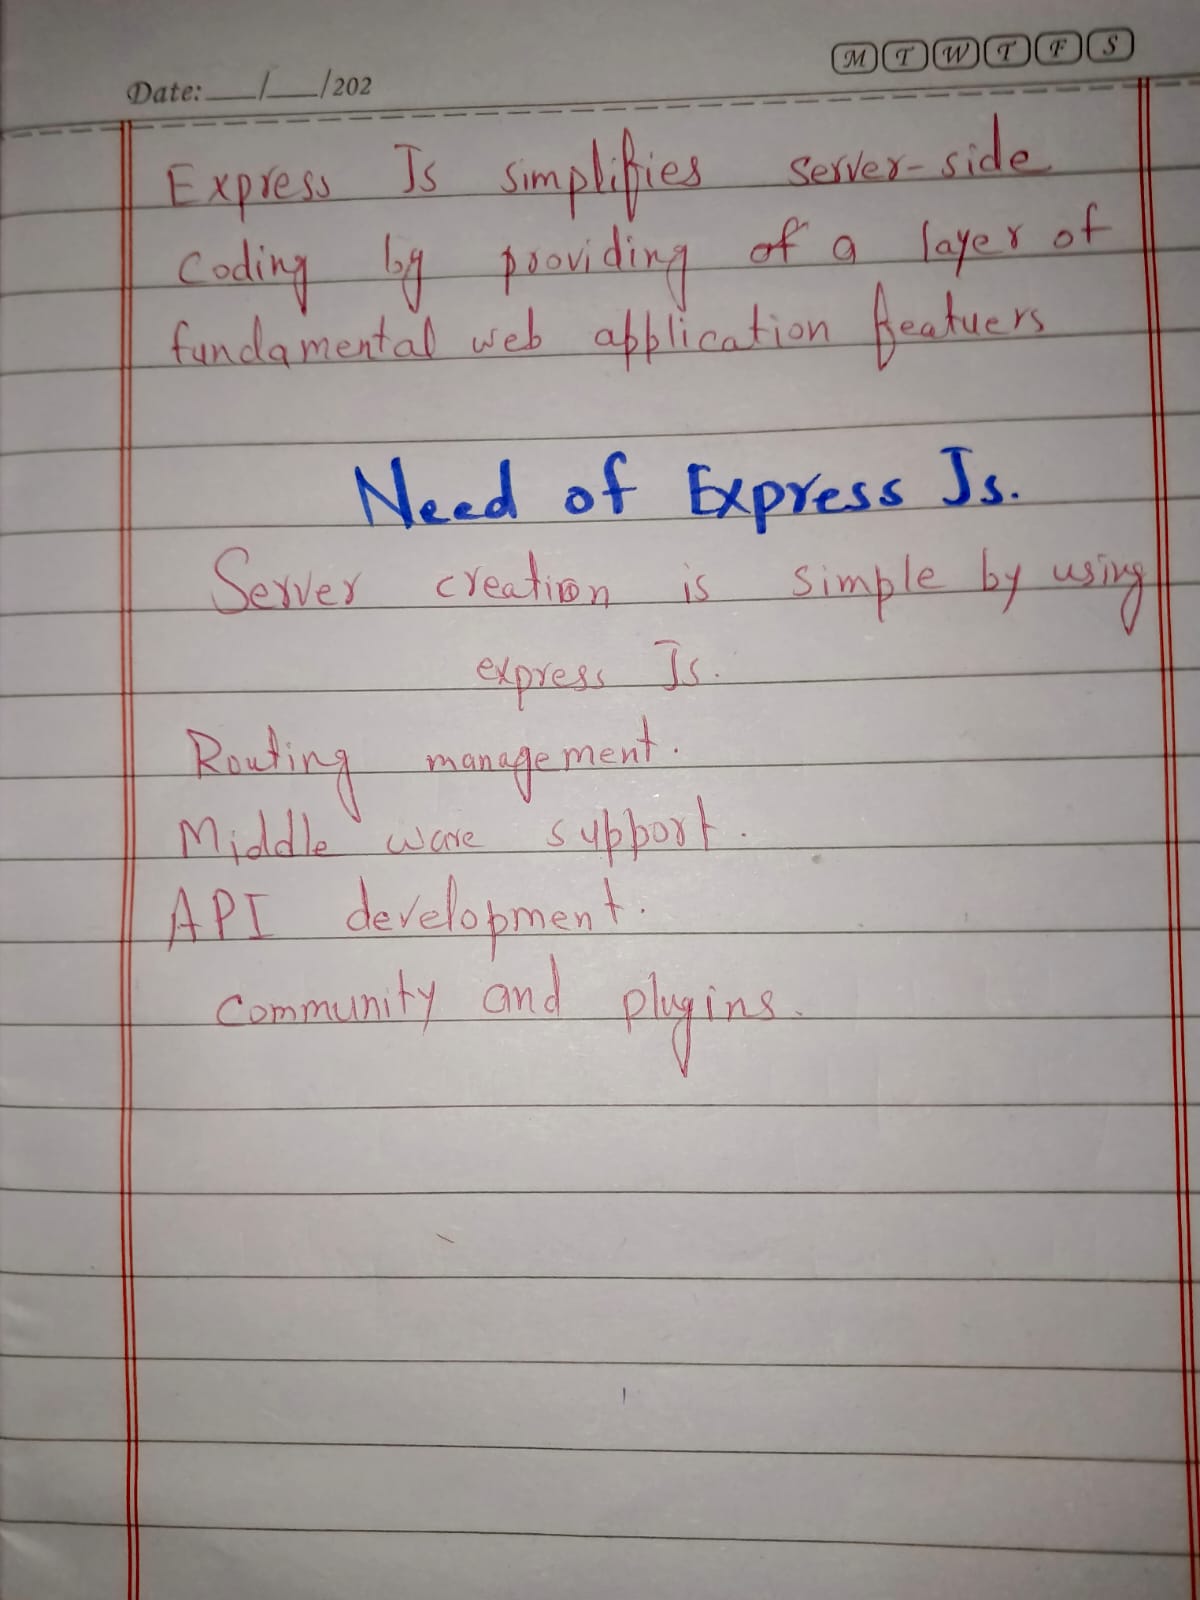 M T W T F S
Date: __/__/202
Express Js simplifies server-side
Coding by providing of a layer of
fundamental web application featuers
Need of Express Js.
Server creation is simple by using
express Js.
Routing management.
Middle ware support.
API development.
Community and plugins.